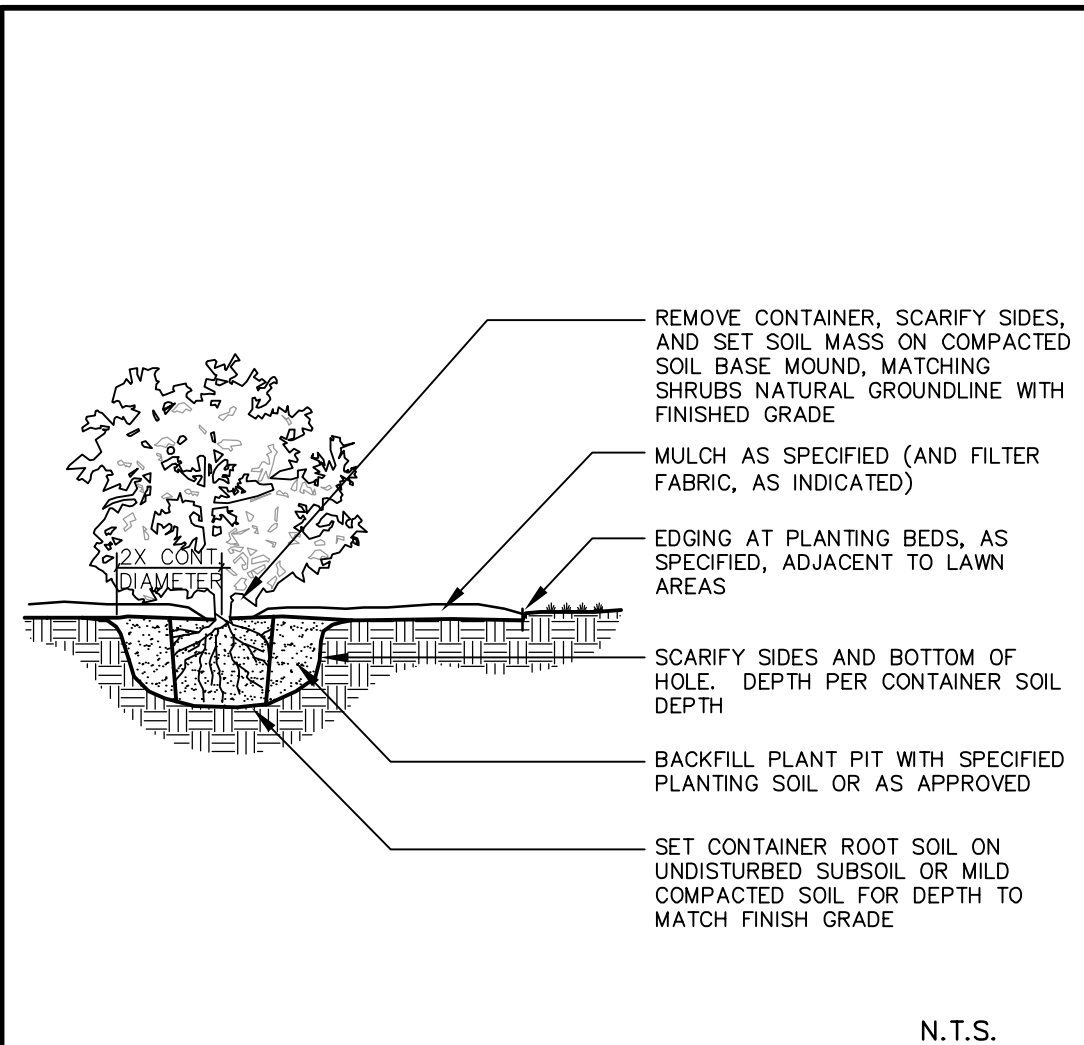 REMOVE CONTAINER, SCARIFY SIDES,
AND SET SOIL MASS ON COMPACTED
SOIL BASE MOUND, MATCHING
SHRUBS NATURAL GROUNDLINE WITH
FINISHED GRADE
MULCH AS SPECIFIED (AND FILTER
FABRIC, AS INDICATED)
EDGING AT PLANTING BEDS, AS
SPECIFIED, ADJACENT TO LAWN
AREAS
2X CONT
DIAMETER
SCARIFY SIDES AND BOTTOM OF
HOLE. DEPTH PER CONTAINER SOIL
DEPTH
BACKFILL PLANT PIT WITH SPECIFIED
PLANTING SOIL OR AS APPROVED
SET CONTAINER ROOT SOIL ON
UNDISTURBED SUBSOIL OR MILD
COMPACTED SOIL FOR DEPTH TO
MATCH FINISH GRADE
N.T.S.